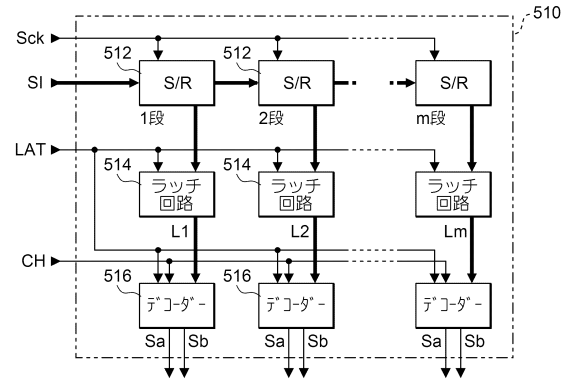 510
Sck
512
512
SI
S/R
S/R
S/R
1段
2段
m段
LAT
514
514
ラッチ
回路
ラッチ
回路
ラッチ
回路
L1
L2
Lm
CH
516
516
デコーダー
デコーダー
デコーダー
Sa
Sb
Sa
Sb
Sa
Sb